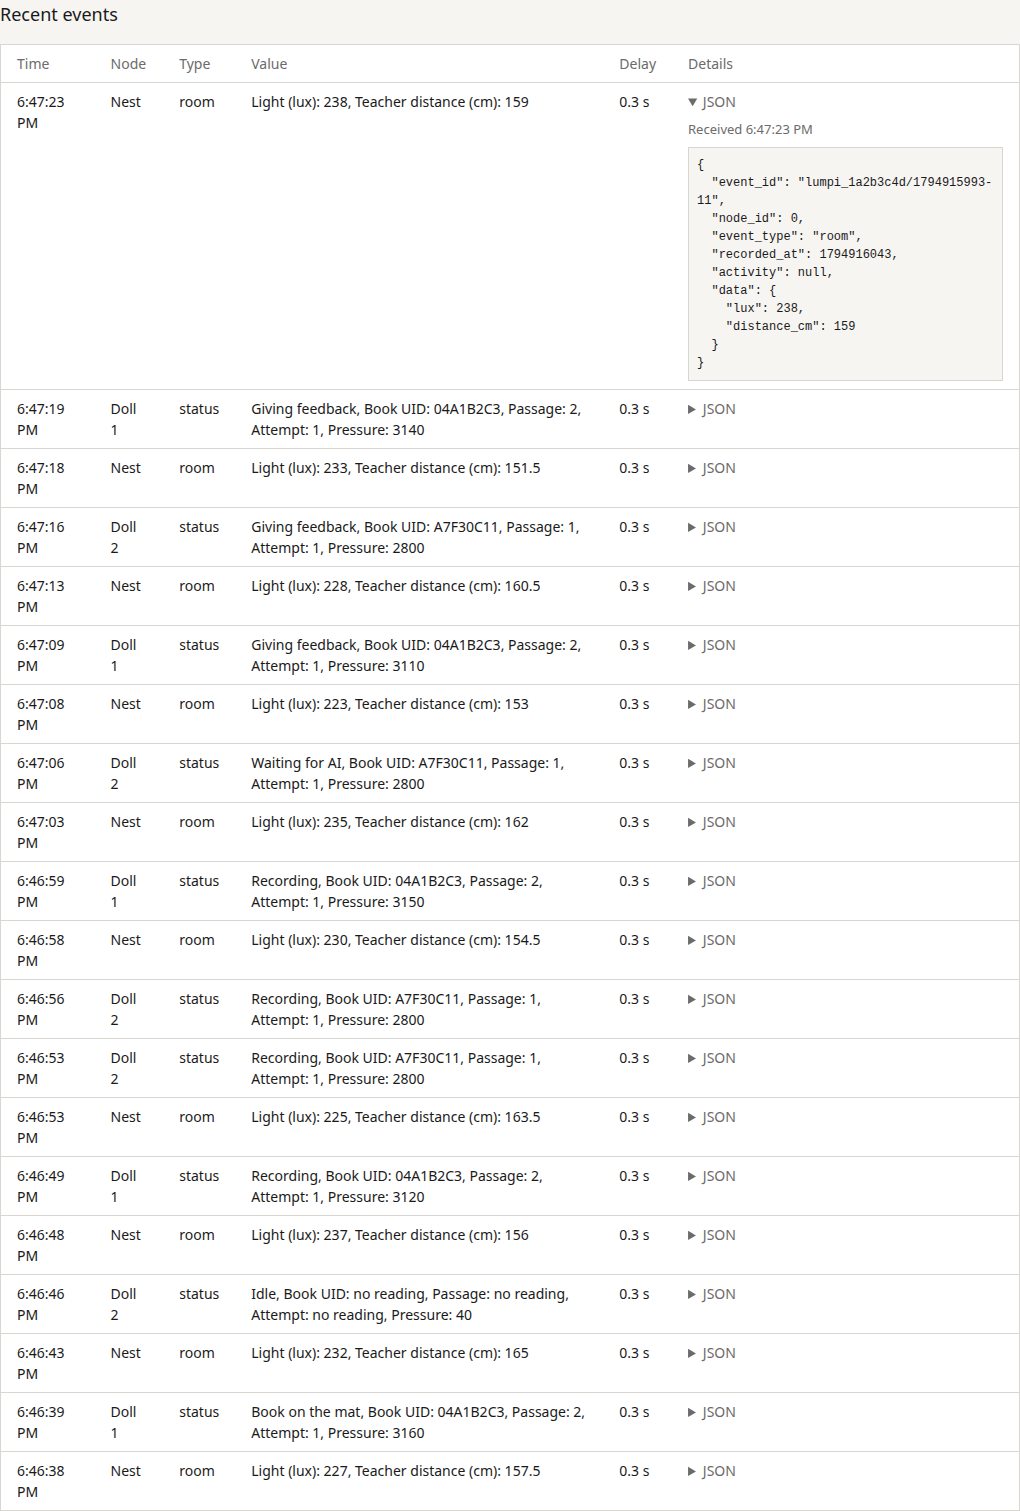 Recent events
Time Node Type Value Delay Details
6:47:23 PM Nest room Light (lux): 238, Teacher distance (cm): 159 0.3 s ▼ JSON
Received 6:47:23 PM
{
  "event_id": "lumpi_1a2b3c4d/1794915993-
11",
  "node_id": 0,
  "event_type": "room",
  "recorded_at": 1794916043,
  "activity": null,
  "data": {
    "lux": 238,
    "distance_cm": 159
  }
}
6:47:19 PM Doll 1 status Giving feedback, Book UID: 04A1B2C3, Passage: 2, Attempt: 1, Pressure: 3140 0.3 s ▶ JSON
6:47:18 PM Nest room Light (lux): 233, Teacher distance (cm): 151.5 0.3 s ▶ JSON
6:47:16 PM Doll 2 status Giving feedback, Book UID: A7F30C11, Passage: 1, Attempt: 1, Pressure: 2800 0.3 s ▶ JSON
6:47:13 PM Nest room Light (lux): 228, Teacher distance (cm): 160.5 0.3 s ▶ JSON
6:47:09 PM Doll 1 status Giving feedback, Book UID: 04A1B2C3, Passage: 2, Attempt: 1, Pressure: 3110 0.3 s ▶ JSON
6:47:08 PM Nest room Light (lux): 223, Teacher distance (cm): 153 0.3 s ▶ JSON
6:47:06 PM Doll 2 status Waiting for AI, Book UID: A7F30C11, Passage: 1, Attempt: 1, Pressure: 2800 0.3 s ▶ JSON
6:47:03 PM Nest room Light (lux): 235, Teacher distance (cm): 162 0.3 s ▶ JSON
6:46:59 PM Doll 1 status Recording, Book UID: 04A1B2C3, Passage: 2, Attempt: 1, Pressure: 3150 0.3 s ▶ JSON
6:46:58 PM Nest room Light (lux): 230, Teacher distance (cm): 154.5 0.3 s ▶ JSON
6:46:56 PM Doll 2 status Recording, Book UID: A7F30C11, Passage: 1, Attempt: 1, Pressure: 2800 0.3 s ▶ JSON
6:46:53 PM Doll 2 status Recording, Book UID: A7F30C11, Passage: 1, Attempt: 1, Pressure: 2800 0.3 s ▶ JSON
6:46:53 PM Nest room Light (lux): 225, Teacher distance (cm): 163.5 0.3 s ▶ JSON
6:46:49 PM Doll 1 status Recording, Book UID: 04A1B2C3, Passage: 2, Attempt: 1, Pressure: 3120 0.3 s ▶ JSON
6:46:48 PM Nest room Light (lux): 237, Teacher distance (cm): 156 0.3 s ▶ JSON
6:46:46 PM Doll 2 status Idle, Book UID: no reading, Passage: no reading, Attempt: no reading, Pressure: 40 0.3 s ▶ JSON
6:46:43 PM Nest room Light (lux): 232, Teacher distance (cm): 165 0.3 s ▶ JSON
6:46:39 PM Doll 1 status Book on the mat, Book UID: 04A1B2C3, Passage: 2, Attempt: 1, Pressure: 3160 0.3 s ▶ JSON
6:46:38 PM Nest room Light (lux): 227, Teacher distance (cm): 157.5 0.3 s ▶ JSON